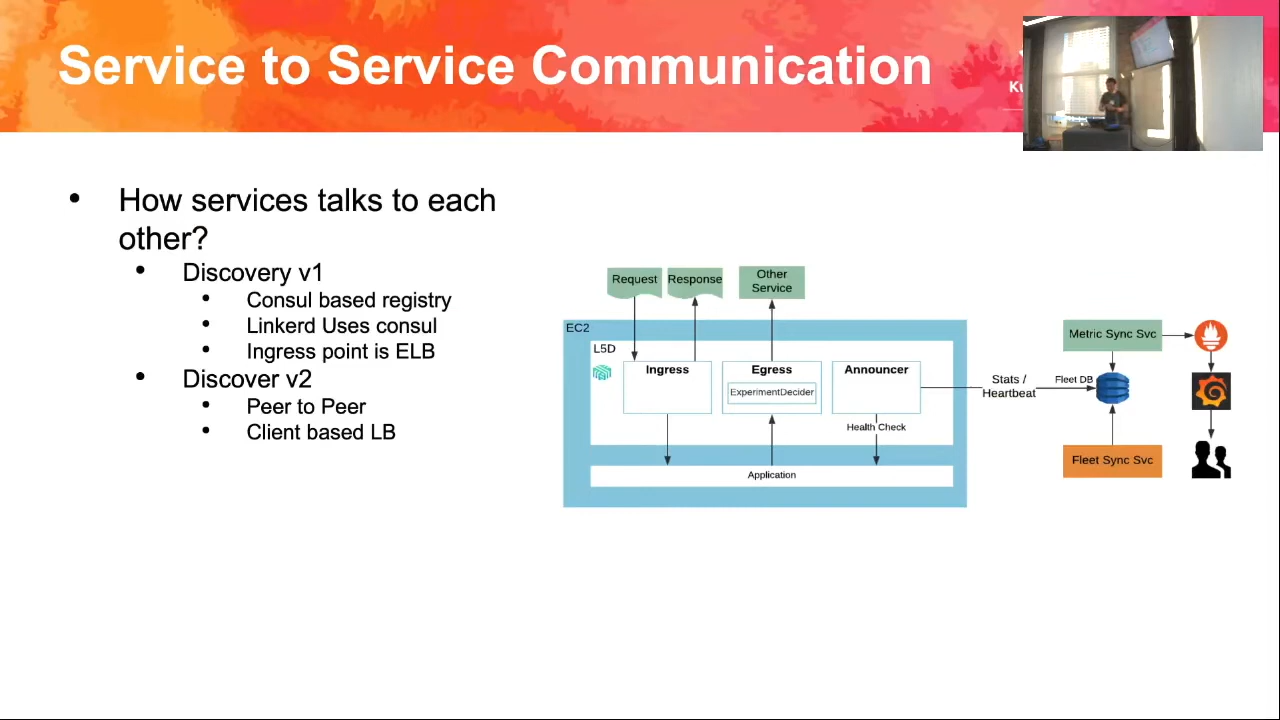 Service to Service Communication
Ku
• How services talks to each
other?
• Discovery v1
• Consul based registry
• Linkerd Uses consul
• Ingress point is ELB
• Discover v2
• Peer to Peer
• Client based LB
Request
Response
Other
Service
EC2
L5D
Ingress
Egress
ExperimentDecider
Announcer
Health Check
Application
Stats /
Heartbeat
Fleet DB
Metric Sync Svc
Fleet Sync Svc